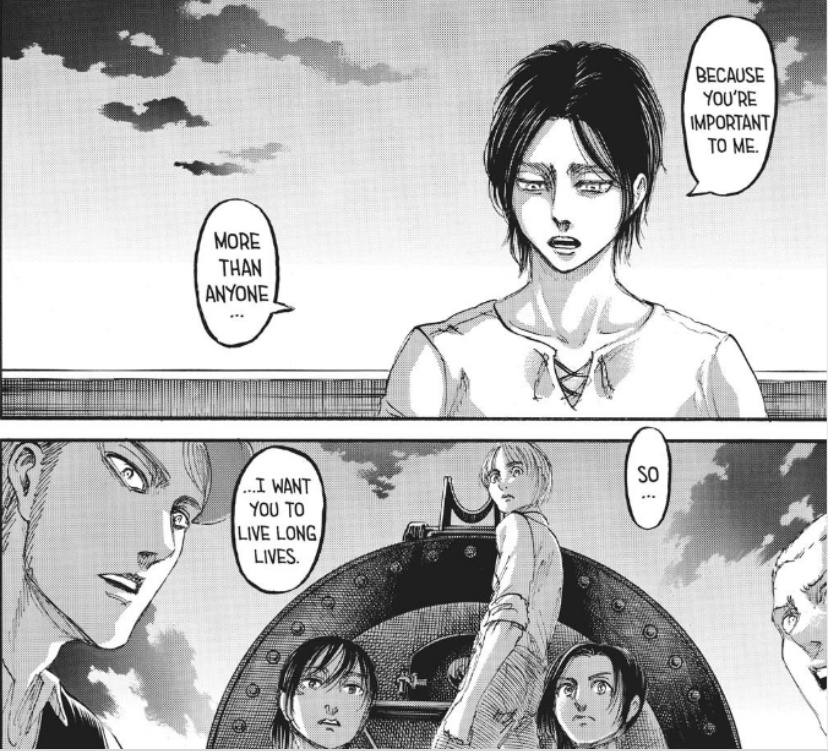 BECAUSE
YOU'RE
IMPORTANT
TO ME.
MORE
THAN
ANYONE
...
SO
...
...I WANT
YOU TO
LIVE LONG
LIVES.